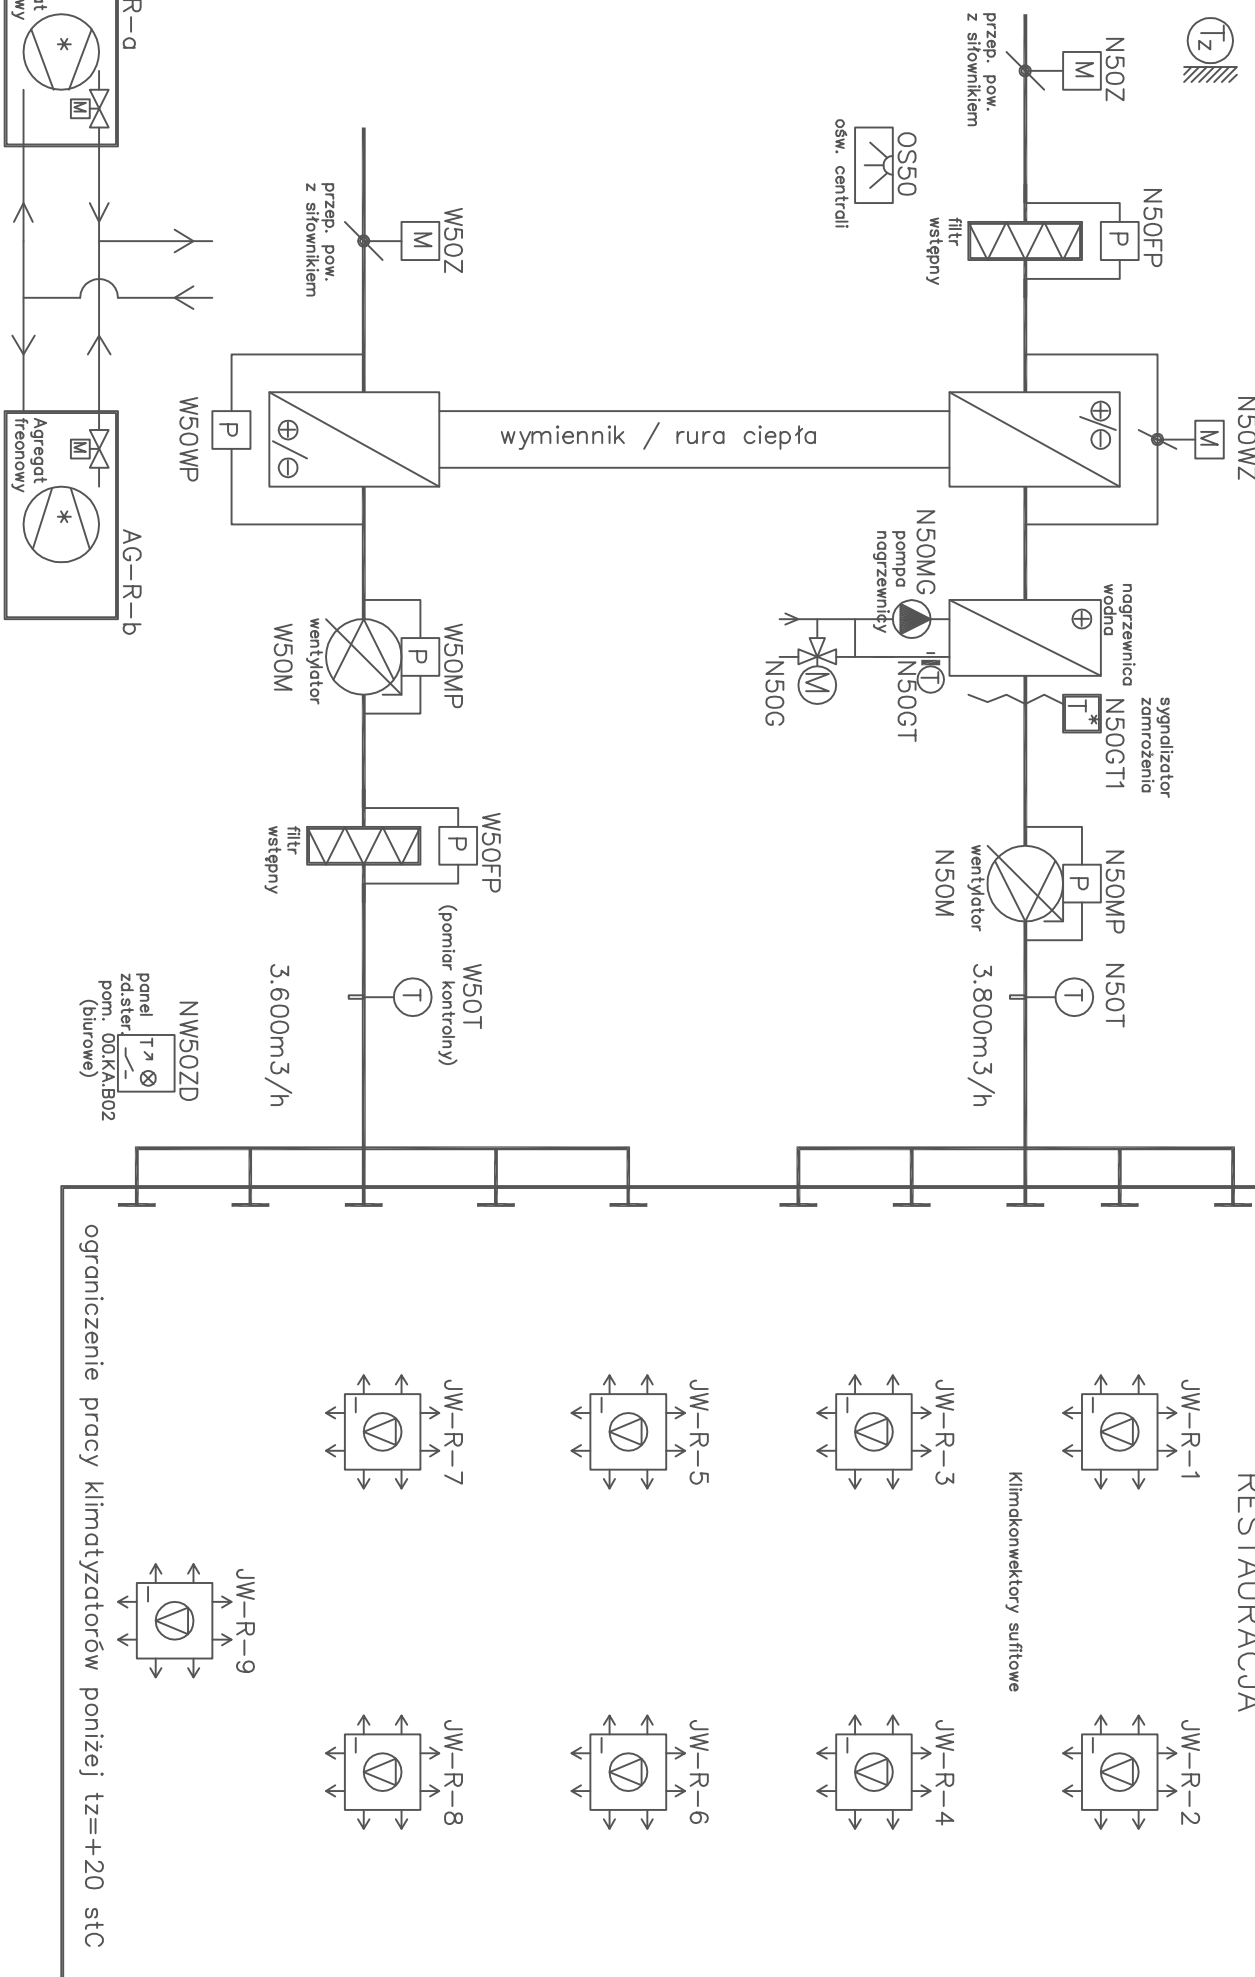 Tz
N50Z
M
przep. pow.
z siłownikiem
OS50
ośw. centrali
N50FP
P
filtr
wstępny
N50WZ
M
wymiennik / rura ciepła
N50MG
pompa
nagrzewnicy
nagrzewnica
wodna
N50GT
T
N50G
M
sygnalizator
zamrożenia
N50GT1
T*
N50MP
P
wentylator
N50M
N50T
T
3.800m3/h
W50Z
M
przep. pow.
z siłownikiem
W50WP
P
W50MP
P
wentylator
W50M
W50FP
P
filtr
wstępny
W50T
(pomiar kontrolny)
T
3.600m3/h
NW50ZD
panel
zd.ster.
T
pom. 00.KA.B02
(biurowe)
R-a
M
AG-R-b
Agregat
freonowy
M
RESTAURACJA
JW-R-1
JW-R-2
Klimakonwektory sufitowe
JW-R-3
JW-R-4
JW-R-5
JW-R-6
JW-R-7
JW-R-8
JW-R-9
ograniczenie pracy klimatyzatorów poniżej tz=+20 stC